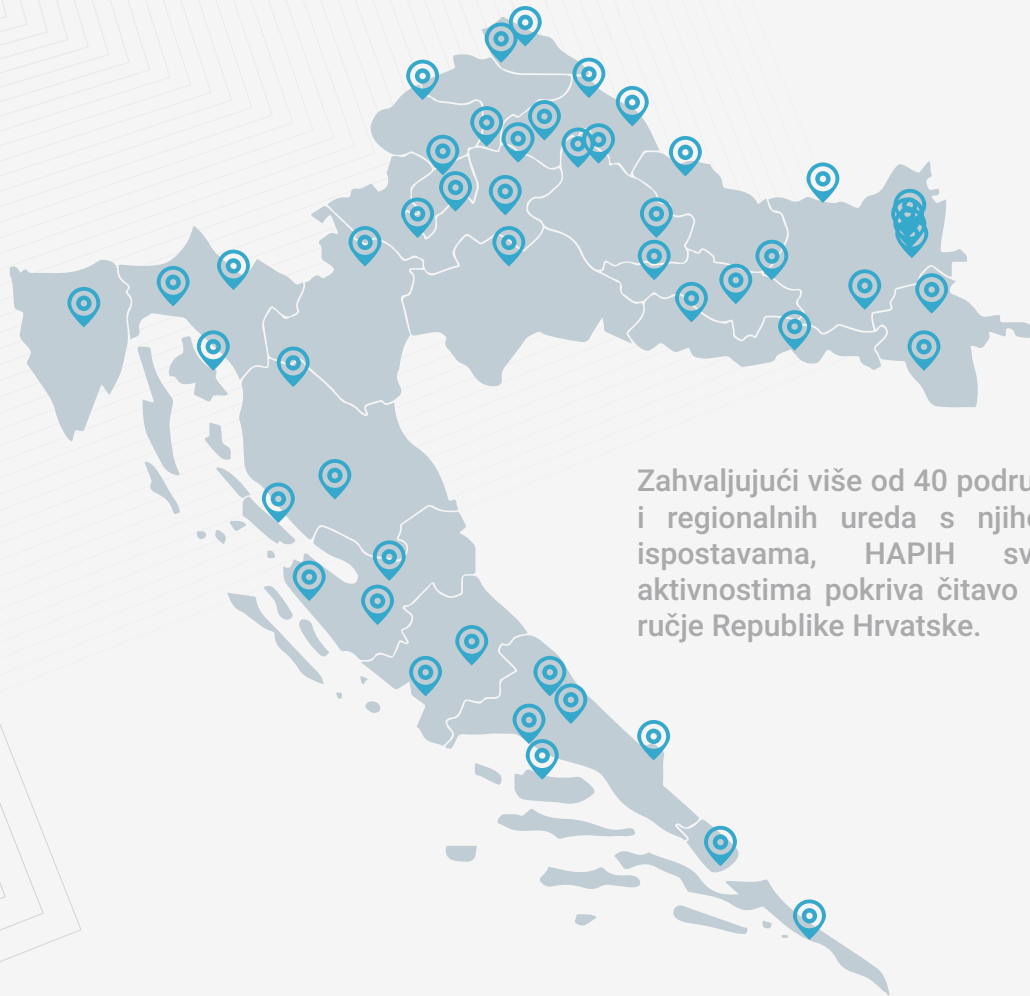 Zahvaljujući više od 40 podru
i regionalnih ureda s njiho
ispostavama, HAPIH sv
aktivnostima pokriva čitavo
ručje Republike Hrvatske.